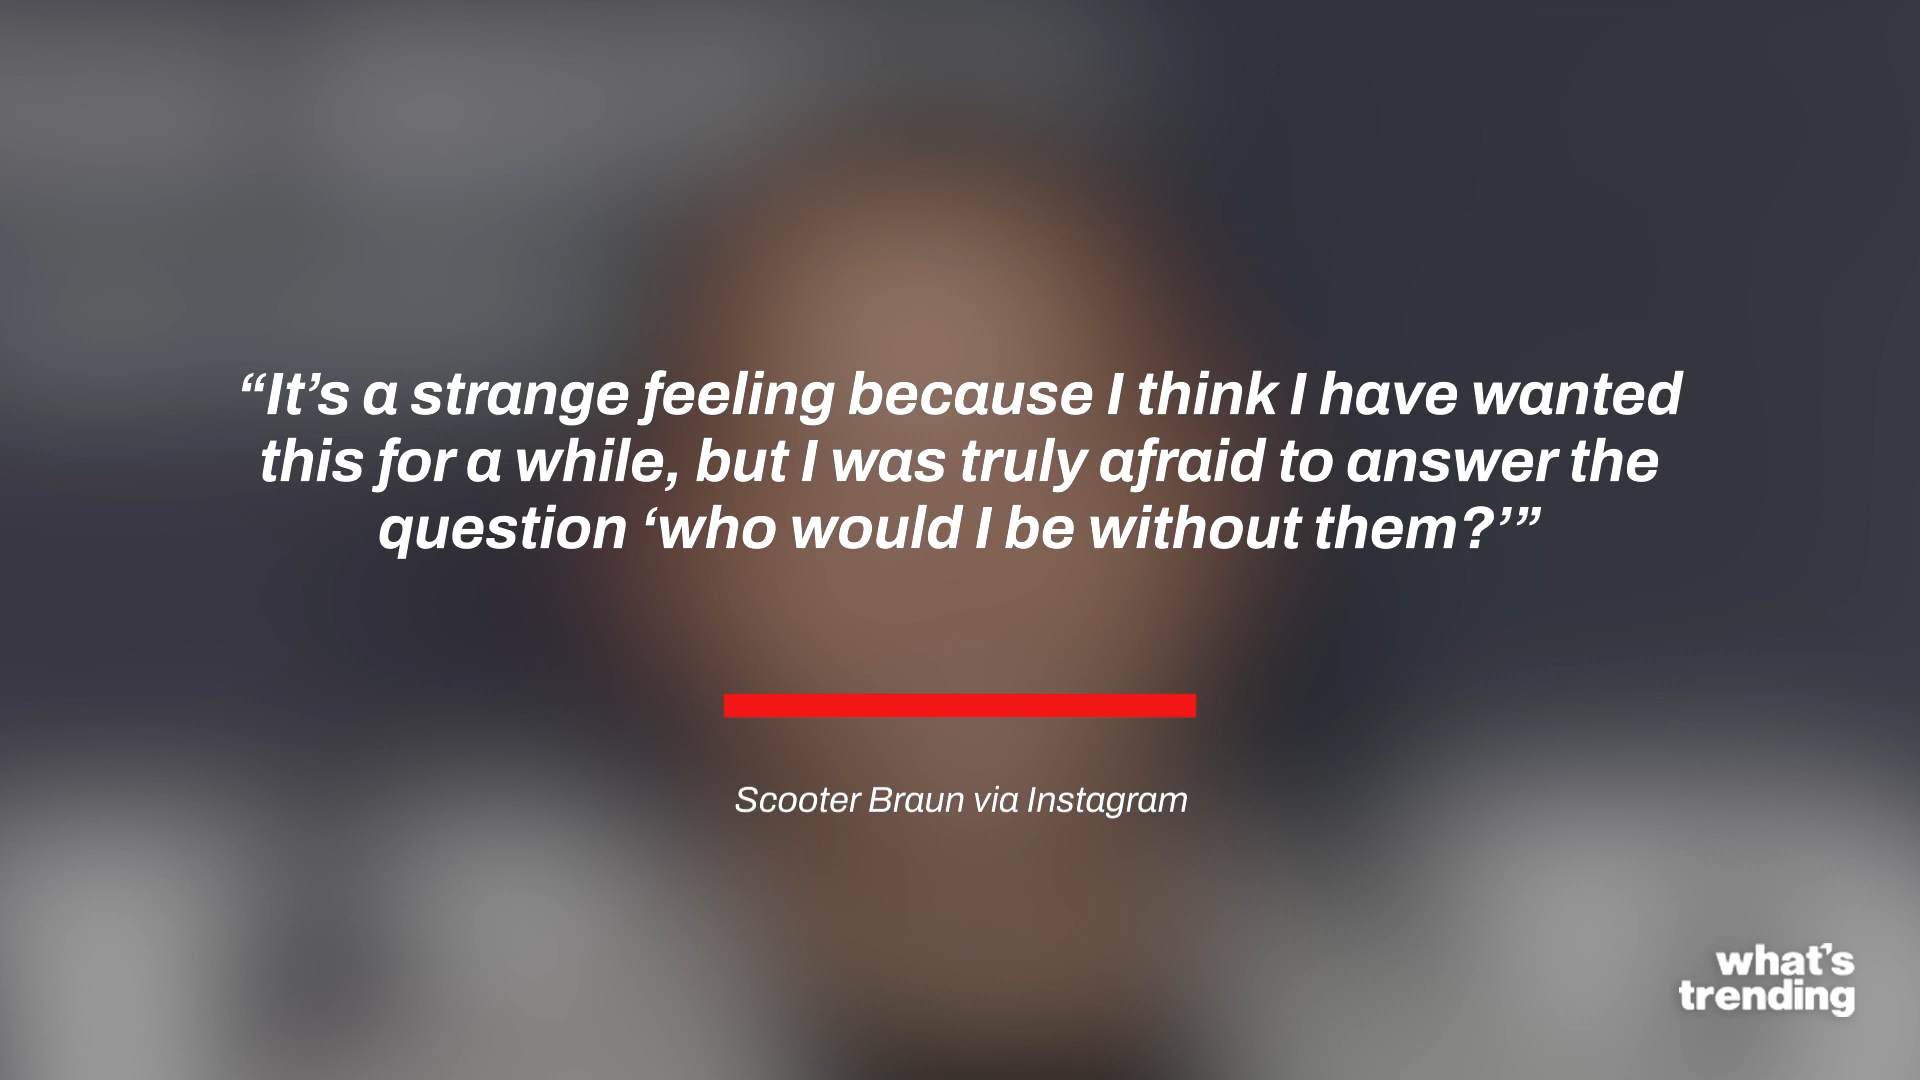 “It’s a strange feeling because I think I have wanted
this for a while, but I was truly afraid to answer the
question ‘who would I be without them?’”
Scooter Braun via Instagram
what’s
trending